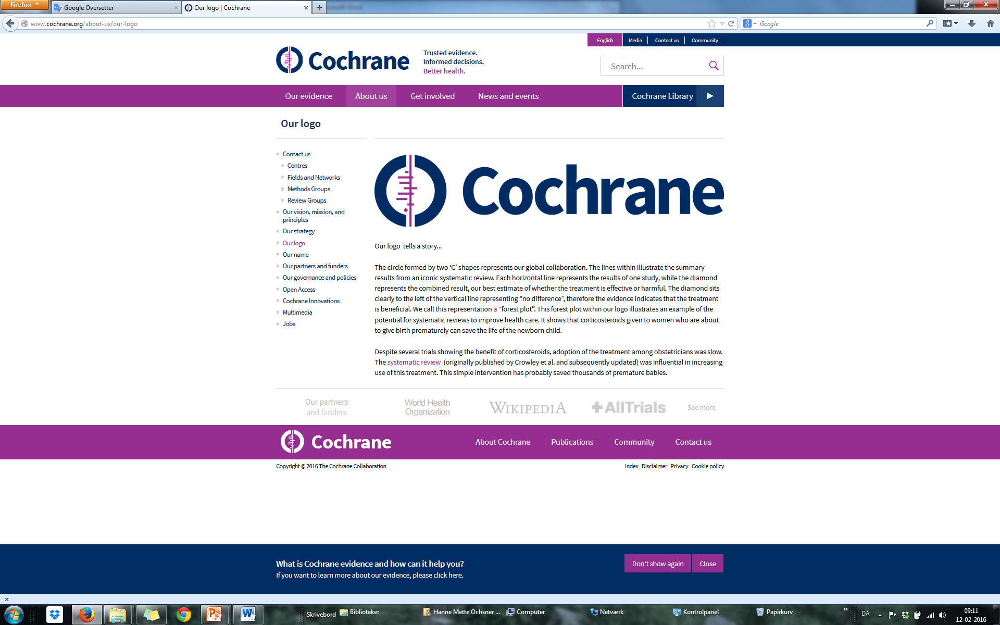 Firefox
Google Oversetter
Our logo | Cochrane
www.cochrane.org/about-us/our-logo
Google
English
Media
Contact us
Community
Cochrane
Trusted evidence.
Informed decisions.
Better health.
Search...
Our evidence
About us
Get involved
News and events
Cochrane Library
Our logo
Contact us
Centres
Fields and Networks
Methods Groups
Review Groups
Our vision, mission, and
principles
Our strategy
Our logo
Our name
Our partners and funders
Our governance and policies
Open Access
Cochrane Innovations
Multimedia
Jobs
Cochrane
Our logo tells a story...
The circle formed by two ‘C’ shapes represents our global collaboration. The lines within illustrate the summary
results from an iconic systematic review. Each horizontal line represents the results of one study, while the diamond
represents the combined result, our best estimate of whether the treatment is effective or harmful. The diamond sits
clearly to the left of the vertical line representing “no difference”, therefore the evidence indicates that the treatment
is beneficial. We call this representation a “forest plot”. This forest plot within our logo illustrates an example of the
potential for systematic reviews to improve health care. It shows that corticosteroids given to women who are about
to give birth prematurely can save the life of the newborn child.
Despite several trials showing the benefit of corticosteroids, adoption of the treatment among obstetricians was slow.
The systematic review (originally published by Crowley et al. and subsequently updated) was influential in increasing
use of this treatment. This simple intervention has probably saved thousands of premature babies.
Our partners
and funders
World Health
Organization
WIKIPEDIA
AllTrials
See more
Cochrane
About Cochrane
Publications
Community
Contact us
Copyright © 2016 The Cochrane Collaboration
Index | Disclaimer | Privacy | Cookie policy
What is Cochrane evidence and how can it help you?
If you want to learn more about our evidence, please click here.
Don't show again
Close
Skrivebord
Biblioteker
Hanne Mette Ochsner ...
Computer
Netværk
Kontrolpanel
Papirkurv
DA
09:11
12-02-2016